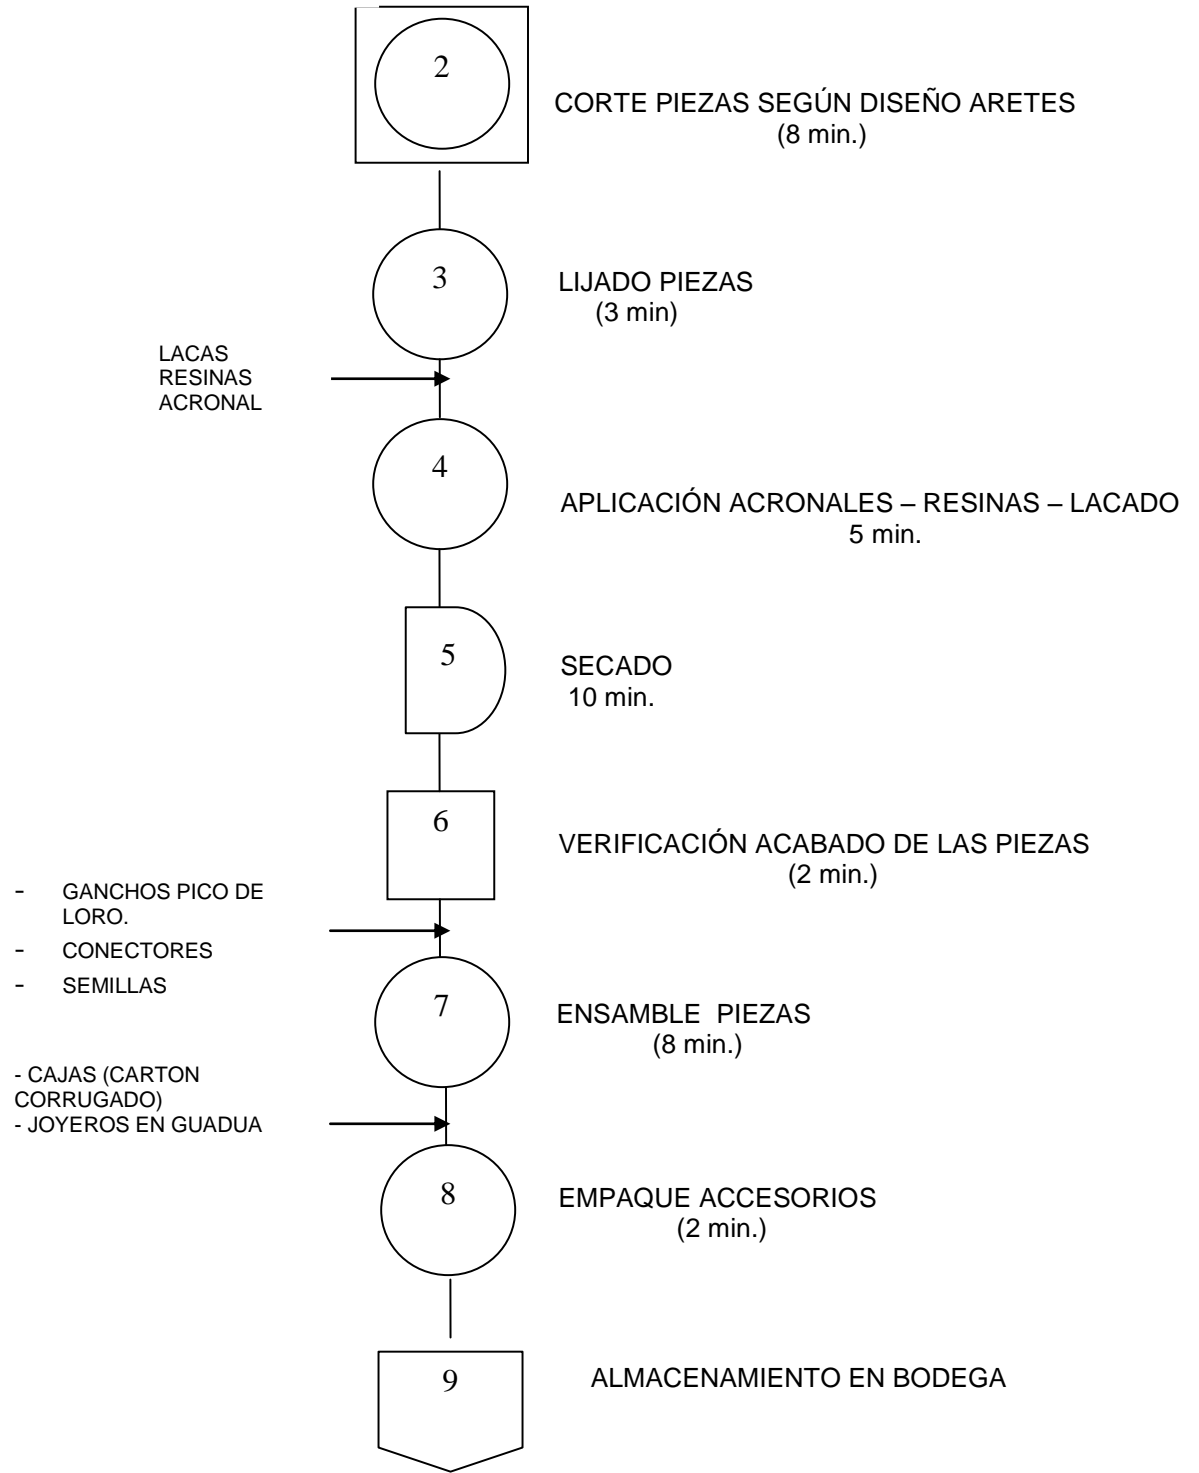 2
CORTE PIEZAS SEGÚN DISEÑO ARETES
(8 min.)
3
LIJADO PIEZAS
(3 min)
LACAS
RESINAS
ACRONAL
4
APLICACIÓN ACRONALES – RESINAS – LACADO
5 min.
5
SECADO
10 min.
6
VERIFICACIÓN ACABADO DE LAS PIEZAS
(2 min.)
- GANCHOS PICO DE
LORO.
- CONECTORES
- SEMILLAS
7
ENSAMBLE PIEZAS
(8 min.)
- CAJAS (CARTON
CORRUGADO)
- JOYEROS EN GUADUA
8
EMPAQUE ACCESORIOS
(2 min.)
9
ALMACENAMIENTO EN BODEGA